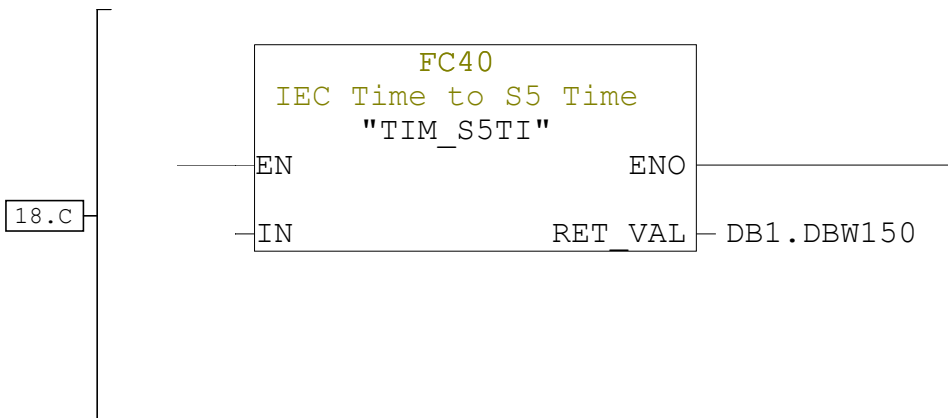 FC40
IEC Time to S5 Time
"TIM_S5TI"
EN ENO
18.C
IN RET_VAL DB1.DBW150